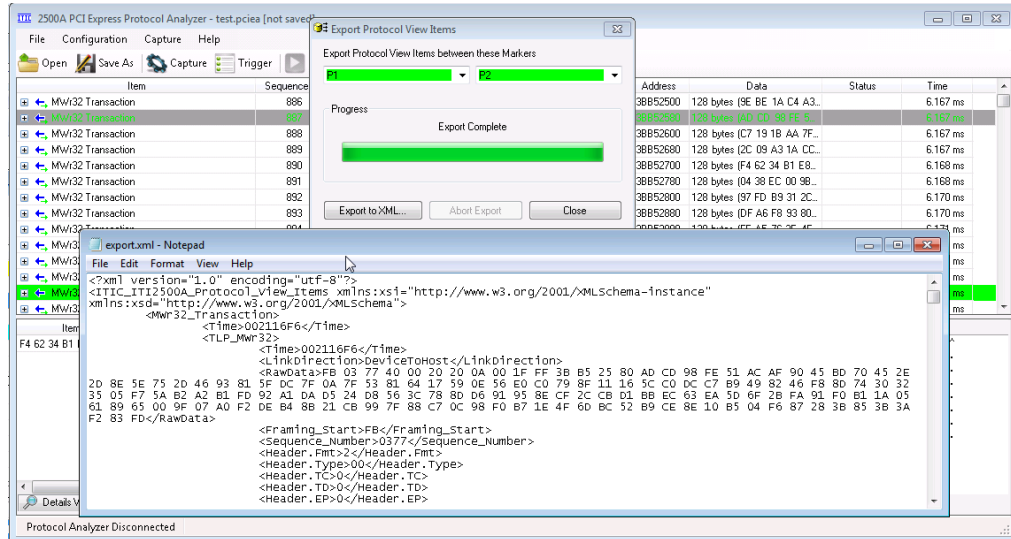 2500A PCI Express Protocol Analyzer - test.pciea [not saved]
File Configuration Capture Help
Open Save As Capture Trigger
Item Sequence Address Data Status Time
MWr32 Transaction 886 3BB52500 128 bytes (9E BE 1A C4 A3... 6.167 ms
MWr32 Transaction 887 6.167 ms
MWr32 Transaction 888 3BB52600 128 bytes (C7 19 1B AA 7F... 6.167 ms
MWr32 Transaction 889 3BB52680 128 bytes (2C 09 A3 1A CC... 6.167 ms
MWr32 Transaction 890 3BB52700 128 bytes (F4 62 34 B1 E8... 6.168 ms
MWr32 Transaction 891 3BB52780 128 bytes (04 38 EC 00 9B... 6.168 ms
MWr32 Transaction 892 3BB52800 128 bytes (97 FD B9 31 2C... 6.170 ms
MWr32 Transaction 893 3BB52880 128 bytes (DF A6 F8 93 80... 6.170 ms
MWr32 Transaction
Export Protocol View Items
Export Protocol View Items between these Markers
P1 P2
Progress
Export Complete
Export to XML... Abort Export Close
export.xml - Notepad
File Edit Format View Help
<?xml version="1.0" encoding="utf-8"?>
<ITIC_ITI2500A_Protocol_View_Items xmlns:xsi="http://www.w3.org/2001/XMLSchema-instance"
xmlns:xsd="http://www.w3.org/2001/XMLSchema">
<MWr32_Transaction>
<Time>002116F6</Time>
<TLP_MWr32>
<Time>002116F6</Time>
<LinkDirection>DeviceToHost</LinkDirection>
<RawData>FB 03 77 40 00 20 20 0A 00 1F FF 3B B5 25 80 AD CD 98 FE 51 AC AF 90 45 BD 70 45 2E
2D 8E 5E 75 2D 46 93 81 5F DC 7F 0A 7F 53 81 64 17 59 0E 56 E0 C0 79 8F 11 16 5C C0 DC C7 B9 49 82 46 F8 8D 74 30 32
35 05 F7 5A B2 A2 B1 FD 92 A1 DA D5 24 D8 56 3C 78 8D D6 91 95 8E CF 2C CB D1 BB EC 63 EA 5D 6F 2B FA 91 F0 B1 1A 05
61 89 65 00 9F 07 A0 F2 DE B4 8B 21 CB 99 7F 88 C7 0C 98 F0 B7 1E 4F 6D BC 52 B9 CE 8E 10 B5 04 F6 87 28 3B 85 3B 3A
F2 83 FD</RawData>
<Framing_Start>FB</Framing_Start>
<Sequence_Number>0377</Sequence_Number>
<Header.Fmt>2</Header.Fmt>
<Header.Type>00</Header.Type>
<Header.TC>0</Header.TC>
<Header.TD>0</Header.TD>
<Header.EP>0</Header.EP>
Item
F4 62 34 B1
Details
Protocol Analyzer Disconnected